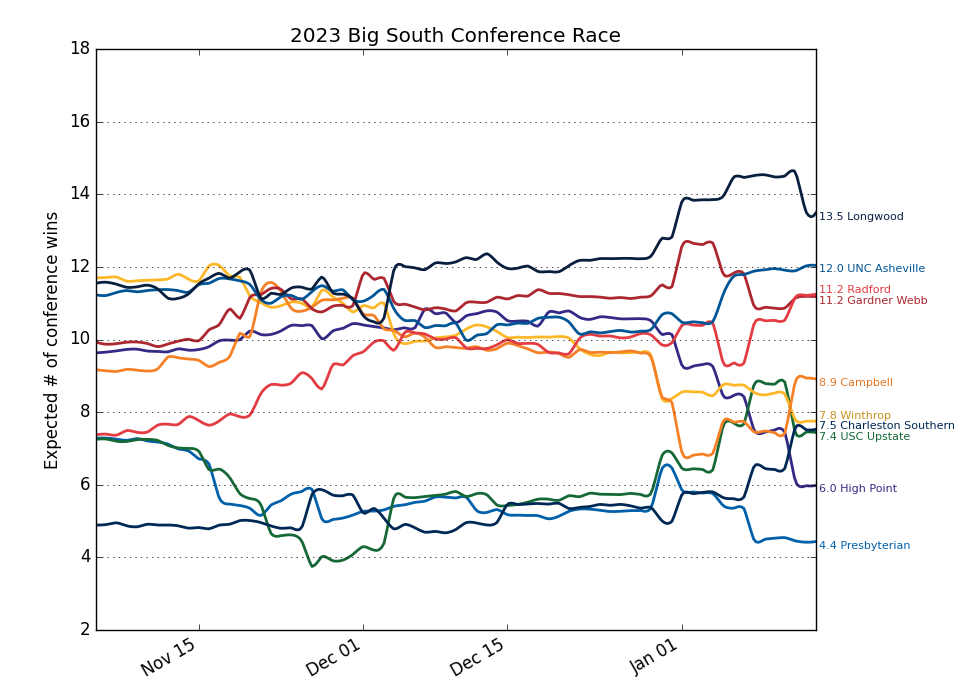 2023 Big South Conference Race
Expected # of conference wins
18
16
14
12
10
8
6
4
2
Nov 15
Dec 01
Dec 15
Jan 01
13.5 Longwood
12.0 UNC Asheville
11.2 Radford
11.2 Gardner Webb
8.9 Campbell
7.8 Winthrop
7.5 Charleston Southern
7.4 USC Upstate
6.0 High Point
4.4 Presbyterian